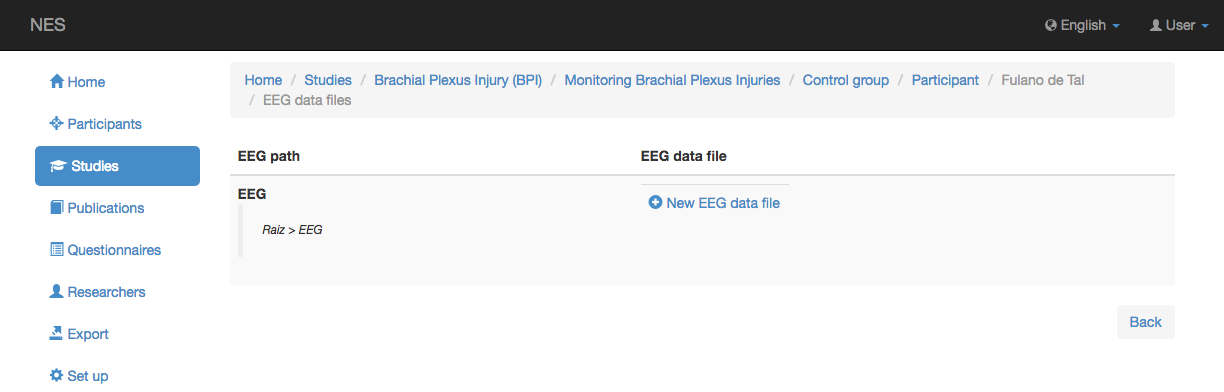 NES
English
User
Home
Participants
Studies
Publications
Questionnaires
Researchers
Export
Set up
Home / Studies / Brachial Plexus Injury (BPI) / Monitoring Brachial Plexus Injuries / Control group / Participant / Fulano de Tal
/ EEG data files
EEG path
EEG data file
EEG
Raiz > EEG
New EEG data file
Back